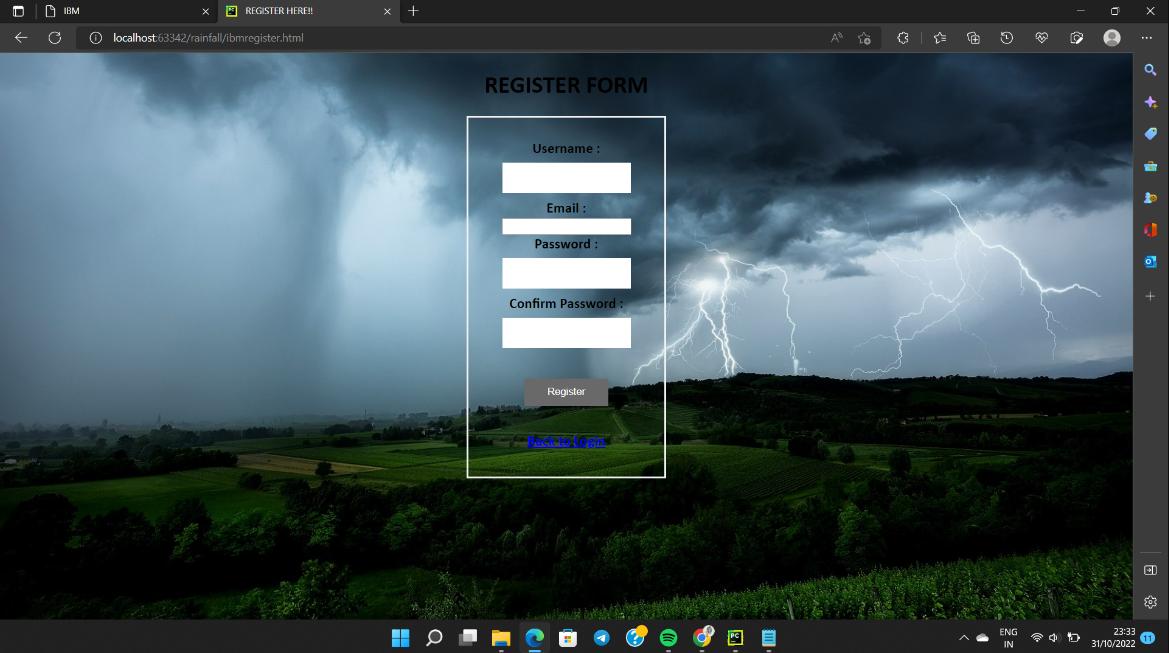 IBM
REGISTER HERE!!
localhost:63342/rainfall/ibmregister.html
REGISTER FORM
Username :
Email :
Password :
Confirm Password :
Register
Back to Login
ENG
IN
23:33
31/10/2022
11